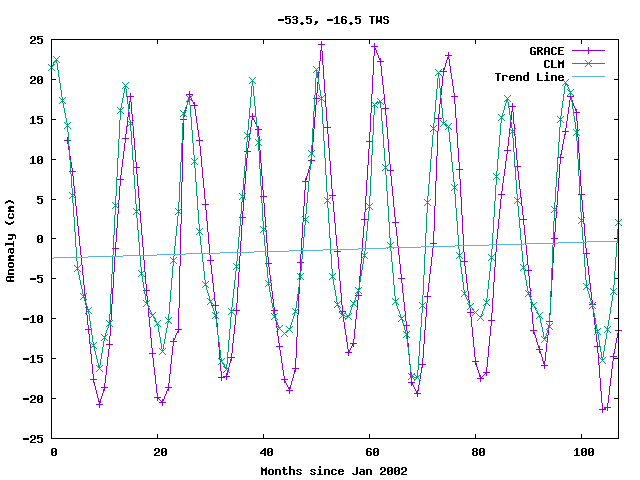 -53.5, -16.5 TWS
GRACE
CLM
Trend Line
25
20
15
10
5
0
-5
-10
-15
-20
-25
Anomaly (cm)
0 20 40 60 80 100
Months since Jan 2002